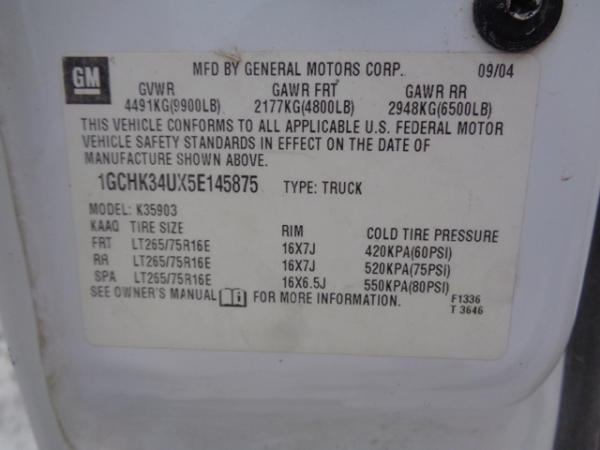 GM
MFD BY GENERAL MOTORS CORP. 09/04
GVWR GAWR FRT GAWR RR
4491KG(9900LB) 2177KG(4800LB) 2948KG(6500LB)
THIS VEHICLE CONFORMS TO ALL APPLICABLE U.S. FEDERAL MOTOR
VEHICLE SAFETY STANDARDS IN EFFECT ON THE DATE OF
MANUFACTURE SHOWN ABOVE.
1GCHK34UX5E145875 TYPE: TRUCK
MODEL: K35903
KAAQ TIRE SIZE RIM COLD TIRE PRESSURE
FRT LT265/75R16E 16X7J 420KPA(60PSI)
RR LT265/75R16E 16X7J 520KPA(75PSI)
SPA LT265/75R16E 16X6.5J 550KPA(80PSI)
SEE OWNER'S MANUAL FOR MORE INFORMATION.
F1336
T 3646